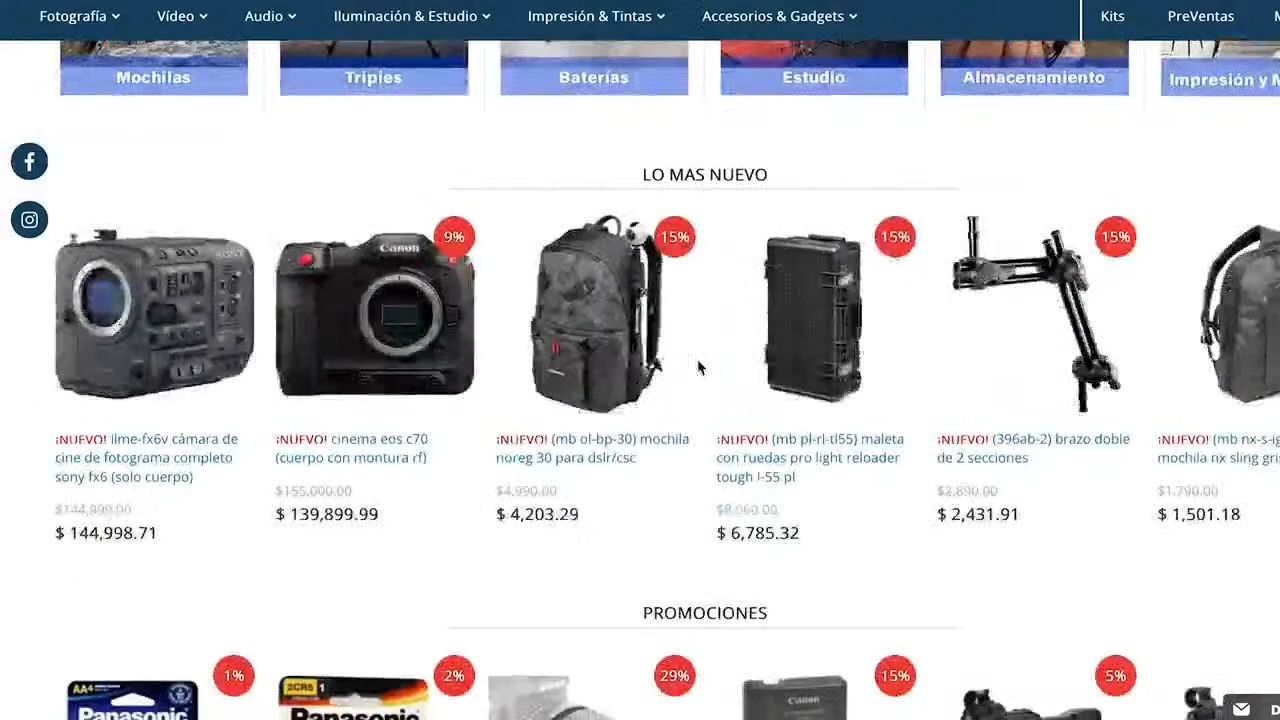 Fotografía Vídeo Audio Iluminación & Estudio Impresión & Tintas Accesorios & Gadgets Kits PreVentas
Mochilas Tripies Baterías Estudio Almacenamiento Impresión y
LO MAS NUEVO
9% 15% 15% 15%
Canon
¡NUEVO! ilme-fx6v cámara de
cine de fotograma completo
sony fx6 (solo cuerpo)
$144,999.00
$ 144,998.71
¡NUEVO! cinema eos c70
(cuerpo con montura rf)
$155,000.00
$ 139,899.99
¡NUEVO! (mb ol-bp-30) mochila
noreg 30 para dslr/csc
$4,990.00
$ 4,203.29
¡NUEVO! (mb pl-rl-tl55) maleta
con ruedas pro light reloader
tough l-55 pl
$8,060.00
$ 6,785.32
¡NUEVO! (396ab-2) brazo doble
de 2 secciones
$2,890.00
$ 2,431.91
¡NUEVO! (mb nx-s-
mochila nx sling
$1,790.00
$ 1,501.18
PROMOCIONES
1% 2% 29% 15% 5%
AA+
Panasonic
2CR5 1
Panasonic
Canon